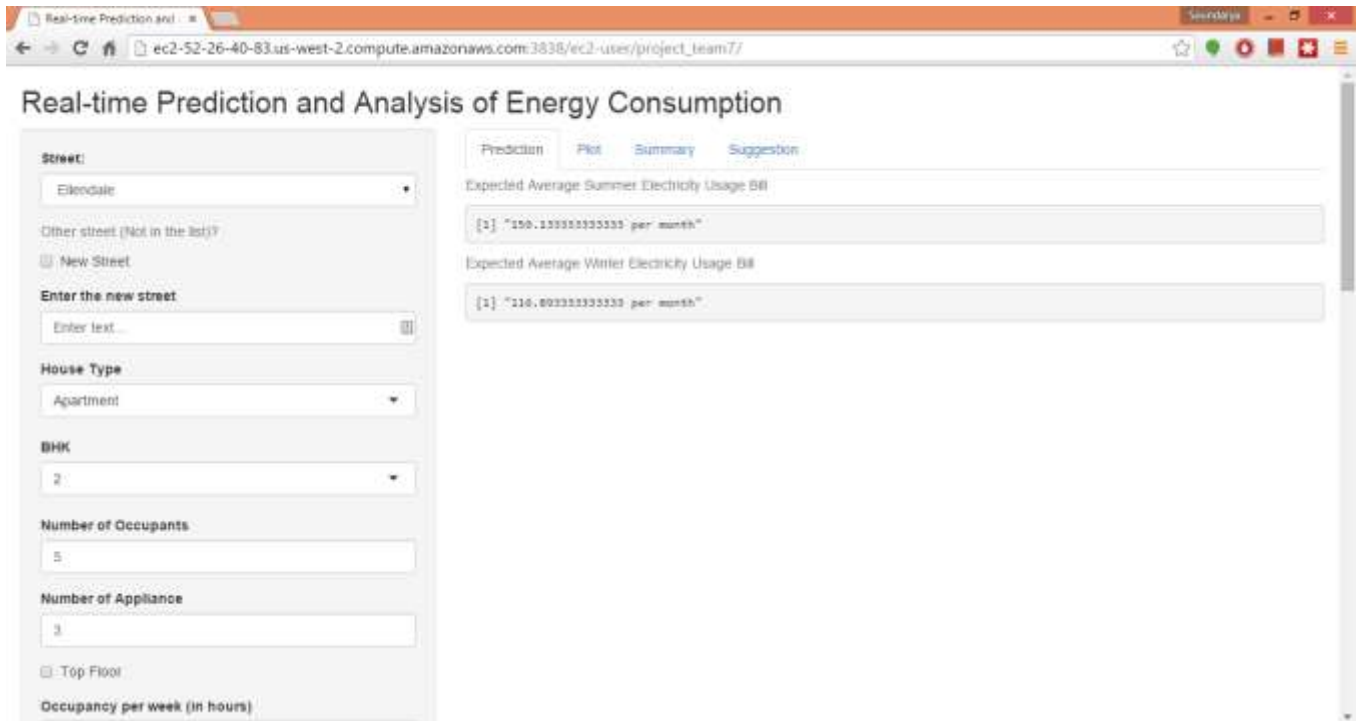 Real-time Prediction and
Soundarya
ec2-52-26-40-83.us-west-2.compute.amazonaws.com:3838/ec2-user/project_team7/
Real-time Prediction and Analysis of Energy Consumption
Street:
Ellendale
Other street (Not in the list)?
New Street
Enter the new street
Enter text...
House Type
Apartment
BHK
2
Number of Occupants
5
Number of Appliance
3
Top Floor
Occupancy per week (in hours)
Prediction Plot Summary Suggestion
Expected Average Summer Electricity Usage Bill
[1] "150.133333333333 per month"
Expected Average Winter Electricity Usage Bill
[1] per month"